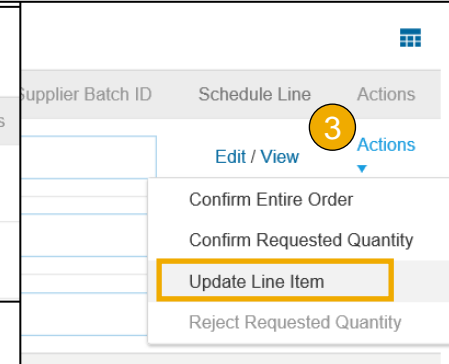 Supplier Batch ID Schedule Line Actions
s
3
Edit / View Actions
Confirm Entire Order
Confirm Requested Quantity
Update Line Item
Reject Requested Quantity